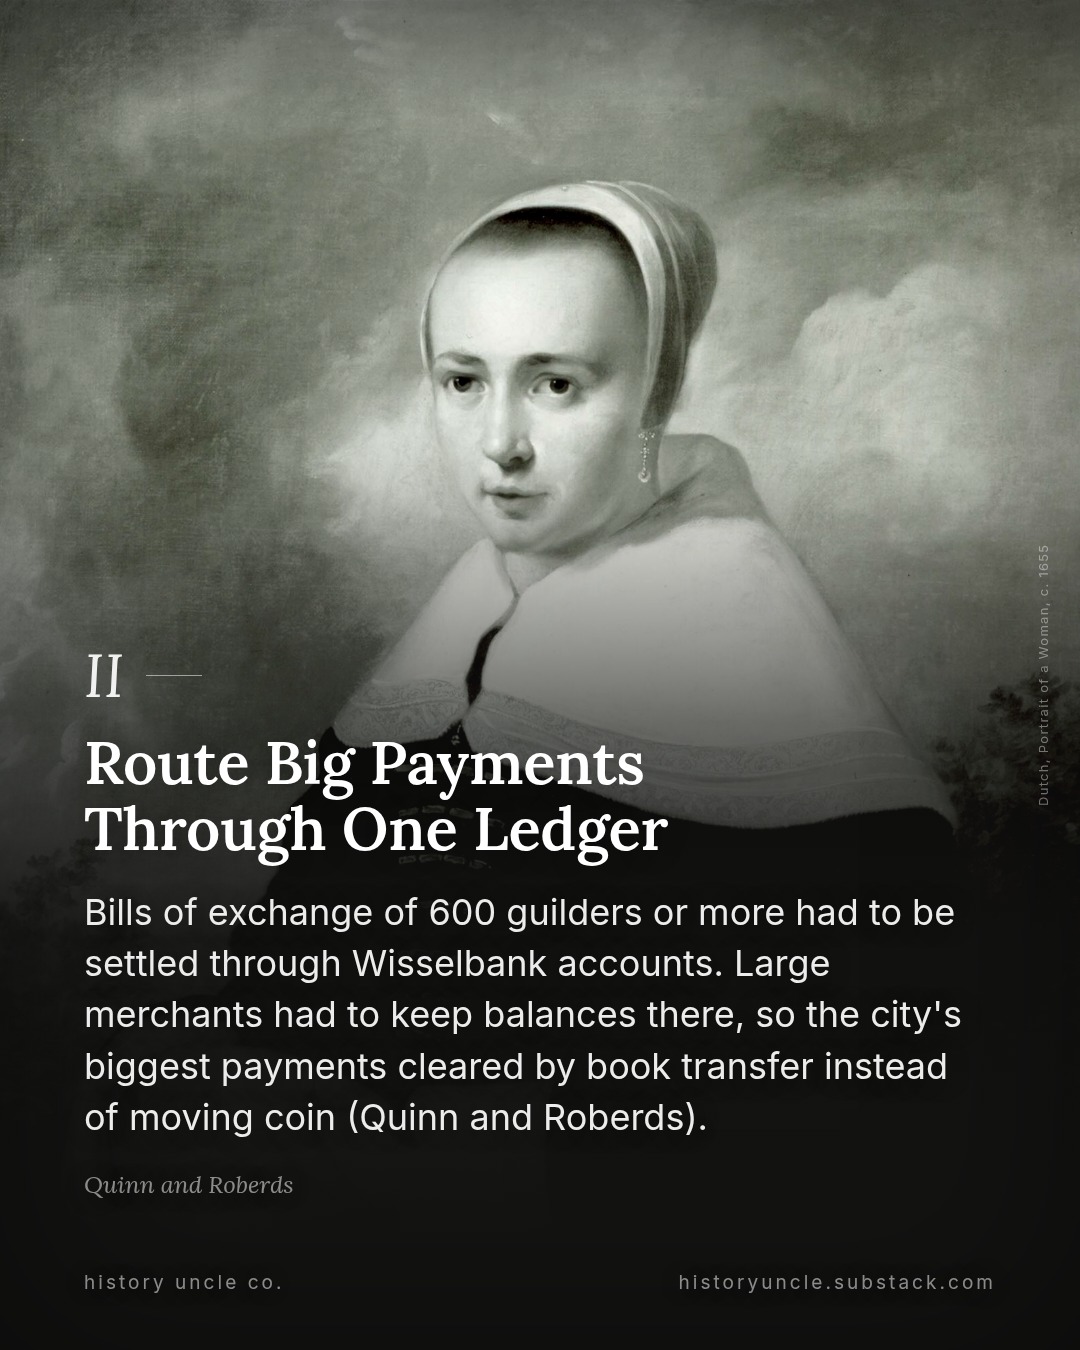 II
Route Big Payments
Through One Ledger
Bills of exchange of 600 guilders or more had to be
settled through Wisselbank accounts. Large
merchants had to keep balances there, so the city's
biggest payments cleared by book transfer instead
of moving coin (Quinn and Roberds).
Quinn and Roberds
history uncle co.
historyuncle.substack.com
Dutch, Portrait of a Woman, c. 1655